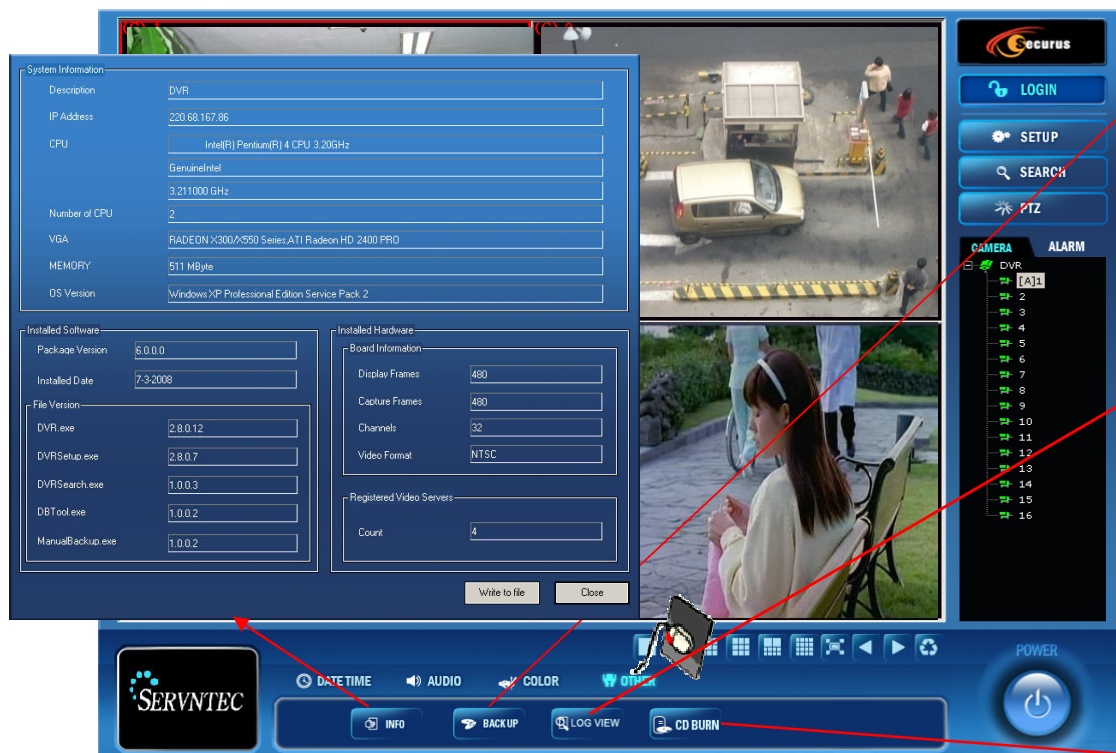 (C) 1
(C) 2
System Information
Description DVR
IP Address 220.68.167.86
CPU Intel(R) Pentium(R) 4 CPU 3.20GHz
GenuineIntel
3.211000 GHz
Number of CPU 2
VGA RADEON X300/X550 Series,ATI Radeon HD 2400 PRO
MEMORY 511 MByte
OS Version Windows XP Professional Edition Service Pack 2
Installed Software
Package Version 6.0.0.0
Installed Date 7-3-2008
File Version
DVR.exe 2.8.0.12
DVRSetup.exe 2.8.0.7
DVRSearch.exe 1.0.0.3
DBTool.exe 1.0.0.2
ManualBackup.exe 1.0.0.2
Installed Hardware
Board Information
Display Frames 480
Capture Frames 480
Channels 32
Video Format NTSC
Registered Video Servers
Count 4
Write to file Close
Securus
LOGIN
SETUP
SEARCH
PTZ
CAMERA ALARM
DVR
[A]1
2
3
4
5
6
7
8
9
10
11
12
13
14
15
16
SERVNTEC
DATE TIME AUDIO COLOR OTHER
INFO BACKUP LOG VIEW CD BURN
POWER